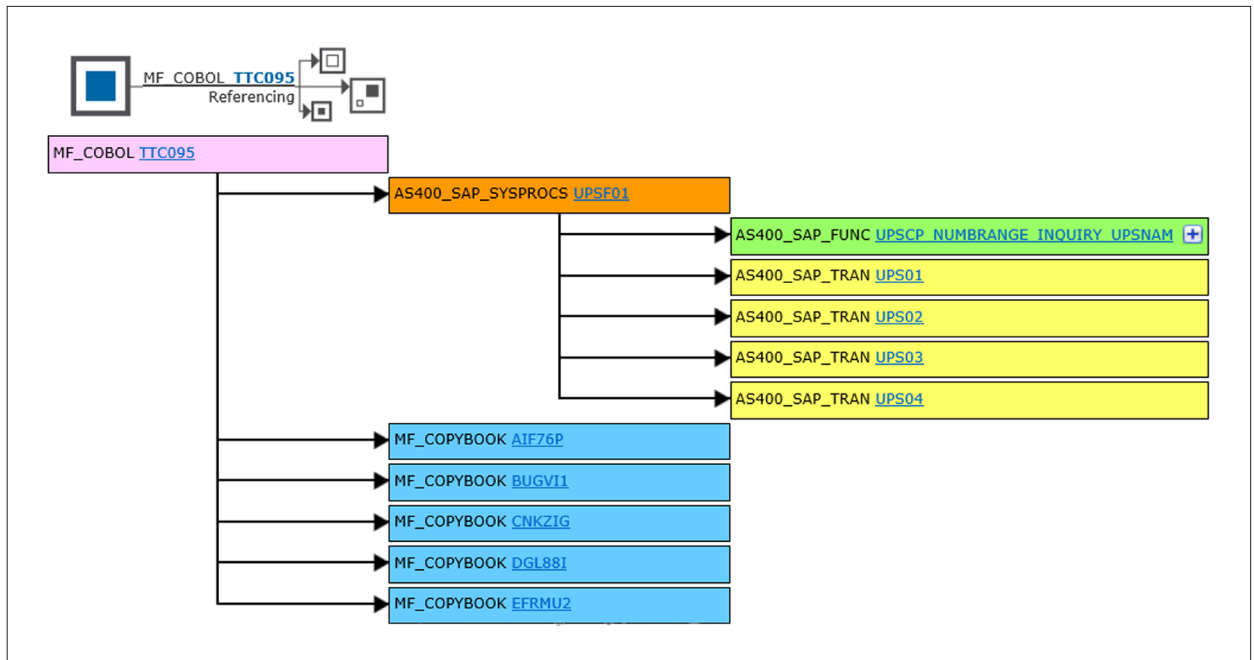 MF_COBOL TTC095
Referencing
MF_COBOL TTC095
AS400_SAP_SYSPROCS UPSF01
AS400_SAP_FUNC UPSCP_NUMBRANGE_INQUIRY_UPSNAM
AS400_SAP_TRAN UPS01
AS400_SAP_TRAN UPS02
AS400_SAP_TRAN UPS03
AS400_SAP_TRAN UPS04
MF_COPYBOOK AIF76P
MF_COPYBOOK BUGVI1
MF_COPYBOOK CNKZIG
MF_COPYBOOK DGL88I
MF_COPYBOOK EFRMU2